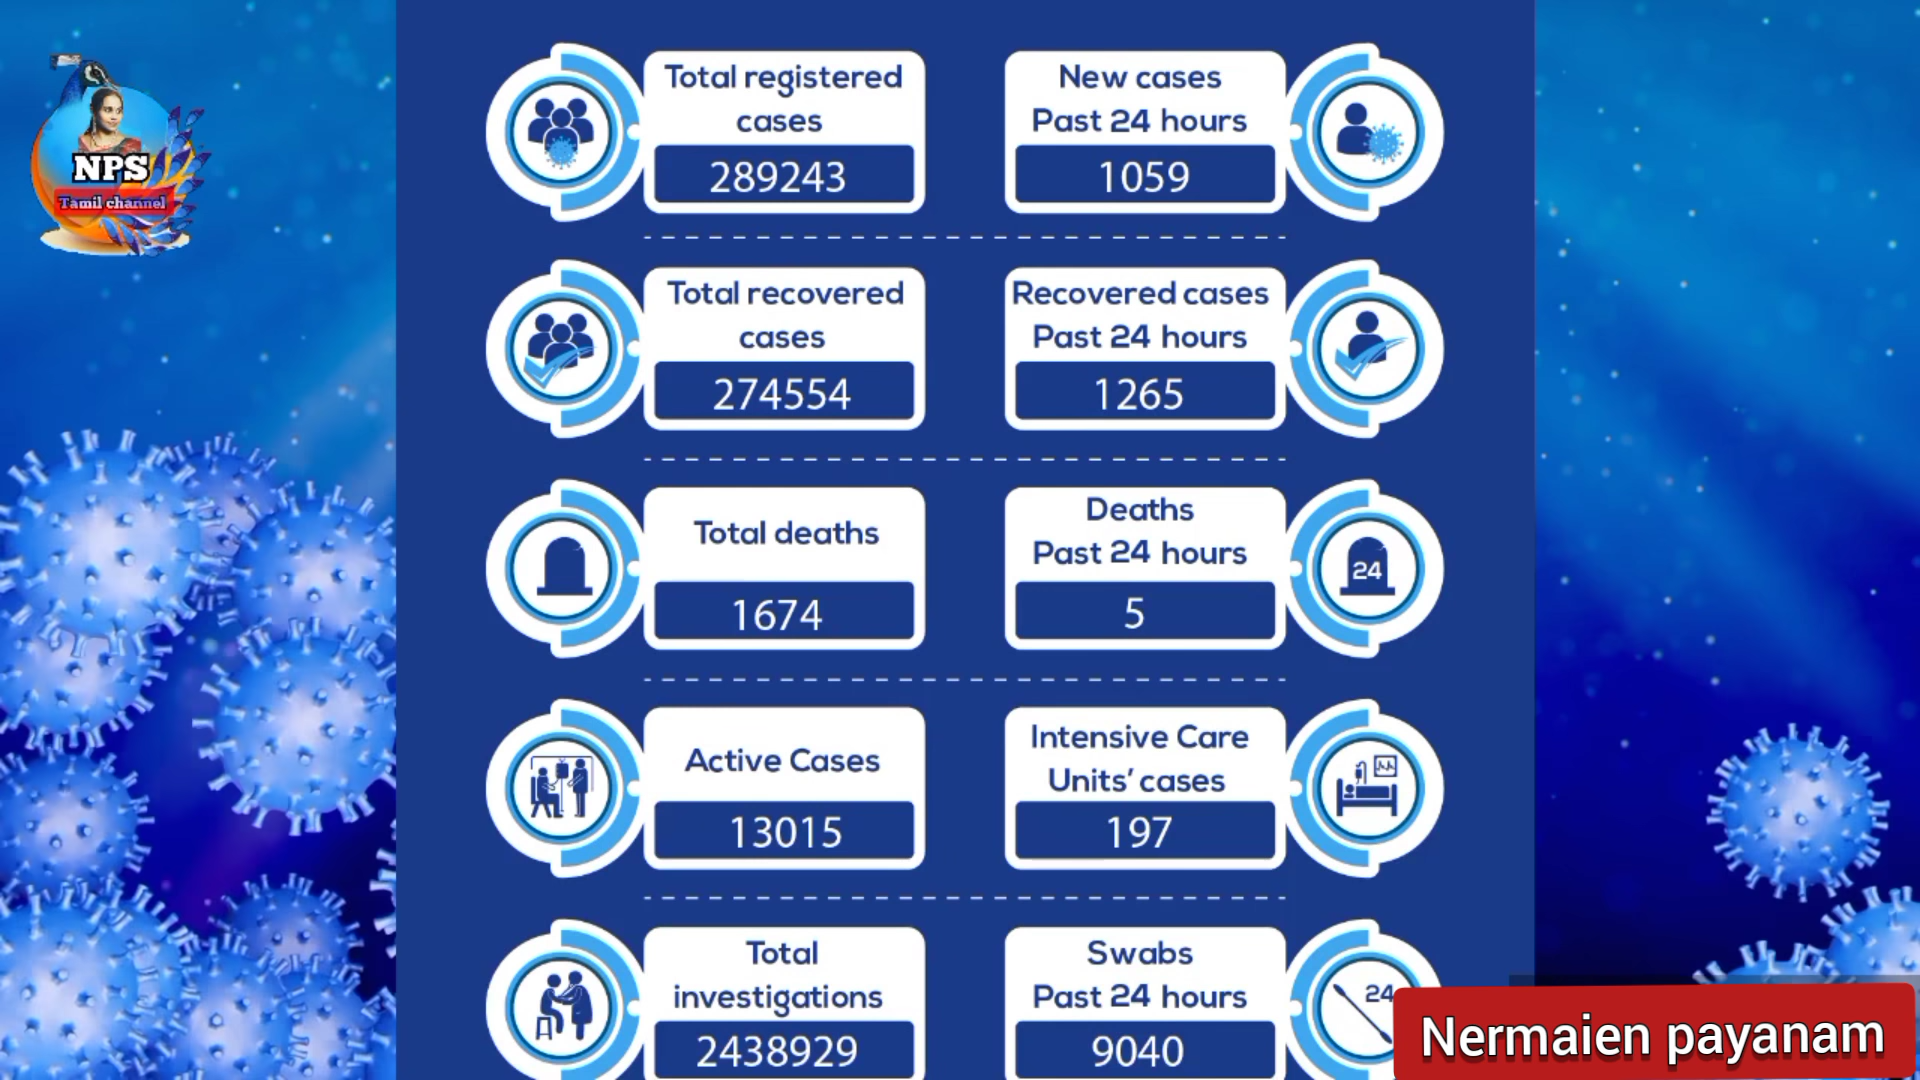 NPS
Tamil channel
Total registered
cases
289243
New cases
Past 24 hours
1059
Total recovered
cases
274554
Recovered cases
Past 24 hours
1265
Total deaths
1674
Deaths
Past 24 hours
5
24
Active Cases
13015
Intensive Care
Units’ cases
197
Total
investigations
2438929
Swabs
Past 24 hours
9040
24
Nermaien payanam